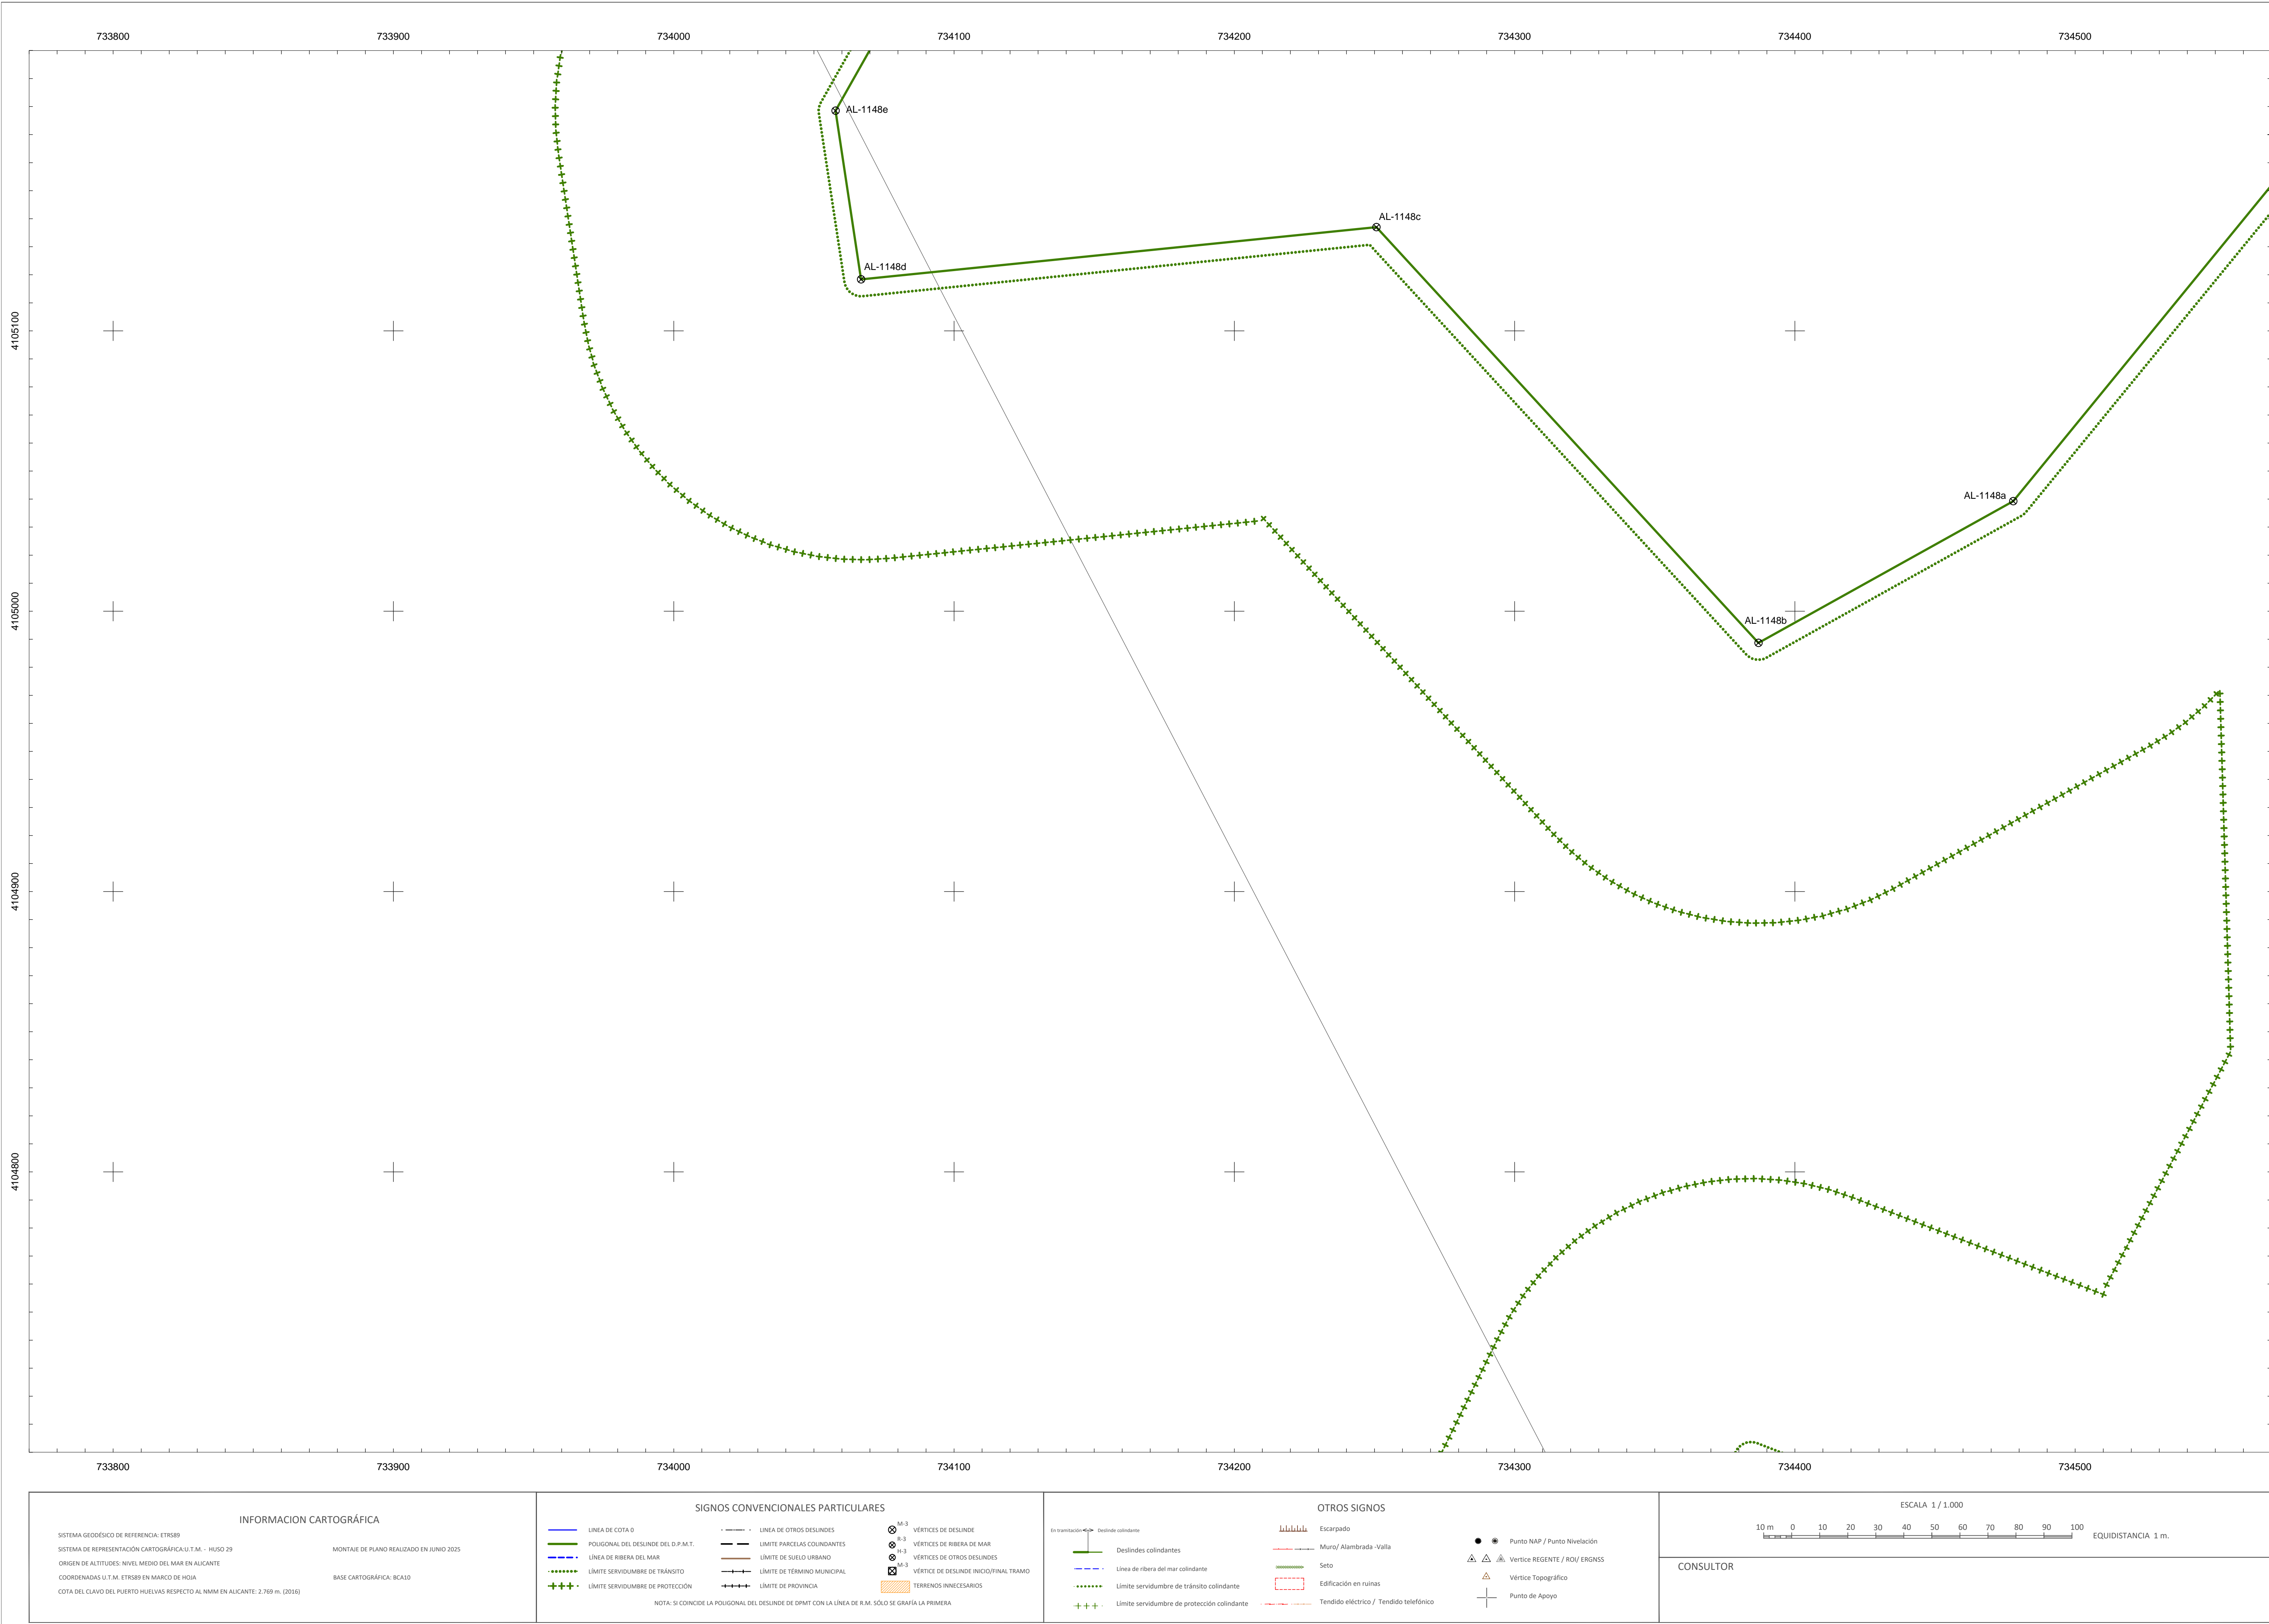 733800 733900 734000 734100 734200 734300 734400 734500
AL-1148e
AL-1148c
AL-1148d
4105100
AL-1148a
4105000
AL-1148b
4104900
4104800
733800 733900 734000 734100 734200 734300 734400 734500
INFORMACION CARTOGRÁFICA
SISTEMA GEODÉSICO DE REFERENCIA: ETRS89
SISTEMA DE REPRESENTACIÓN CARTOGRÁFICA:U.T.M. - HUSO 29
MONTAJE DE PLANO REALIZADO EN JUNIO 2025
ORIGEN DE ALTITUDES: NIVEL MEDIO DEL MAR EN ALICANTE
COORDENADAS U.T.M. ETRS89 EN MARCO DE HOJA
BASE CARTOGRÁFICA: BCA10
COTA DEL CLAVO DEL PUERTO HUELVAS RESPECTO AL NMM EN ALICANTE: 2.769 m. (2016)
SIGNOS CONVENCIONALES PARTICULARES
LINEA DE COTA 0
POLIGONAL DEL DESLINDE DEL D.P.M.T.
LÍNEA DE RIBERA DEL MAR
LÍMITE SERVIDUMBRE DE TRÁNSITO
LÍMITE SERVIDUMBRE DE PROTECCIÓN
LINEA DE OTROS DESLINDES
LIMITE PARCELAS COLINDANTES
LÍMITE DE SUELO URBANO
LÍMITE DE TÉRMINO MUNICIPAL
LÍMITE DE PROVINCIA
M-3 VÉRTICES DE DESLINDE
R-3 VÉRTICES DE RIBERA DE MAR
H-3 VÉRTICES DE OTROS DESLINDES
M-3 VÉRTICE DE DESLINDE INICIO/FINAL TRAMO
TERRENOS INNECESARIOS
NOTA: SI COINCIDE LA POLIGONAL DEL DESLINDE DE DPMT CON LA LÍNEA DE R.M. SÓLO SE GRAFÍA LA PRIMERA
OTROS SIGNOS
En tramitación Deslinde colindante
Deslindes colindantes
Línea de ribera del mar colindante
Límite servidumbre de tránsito colindante
Límite servidumbre de protección colindante
Escarpado
Muro/ Alambrada -Valla
Seto
Edificación en ruinas
Tendido eléctrico / Tendido telefónico
Punto NAP / Punto Nivelación
Vertice REGENTE / ROI/ ERGNSS
Vértice Topográfico
Punto de Apoyo
ESCALA 1 / 1.000
10 m 0 10 20 30 40 50 60 70 80 90 100
EQUIDISTANCIA 1 m.
CONSULTOR